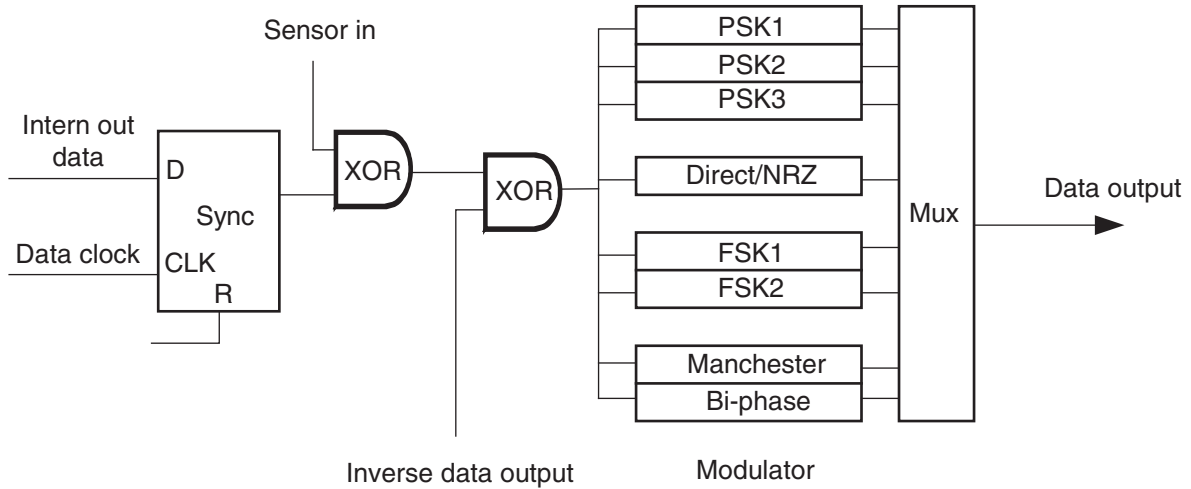 Sensor in
Intern out
data
D
Sync
Data clock
CLK
R
XOR
XOR
Inverse data output
PSK1
PSK2
PSK3
Direct/NRZ
FSK1
FSK2
Manchester
Bi-phase
Modulator
Mux
Data output